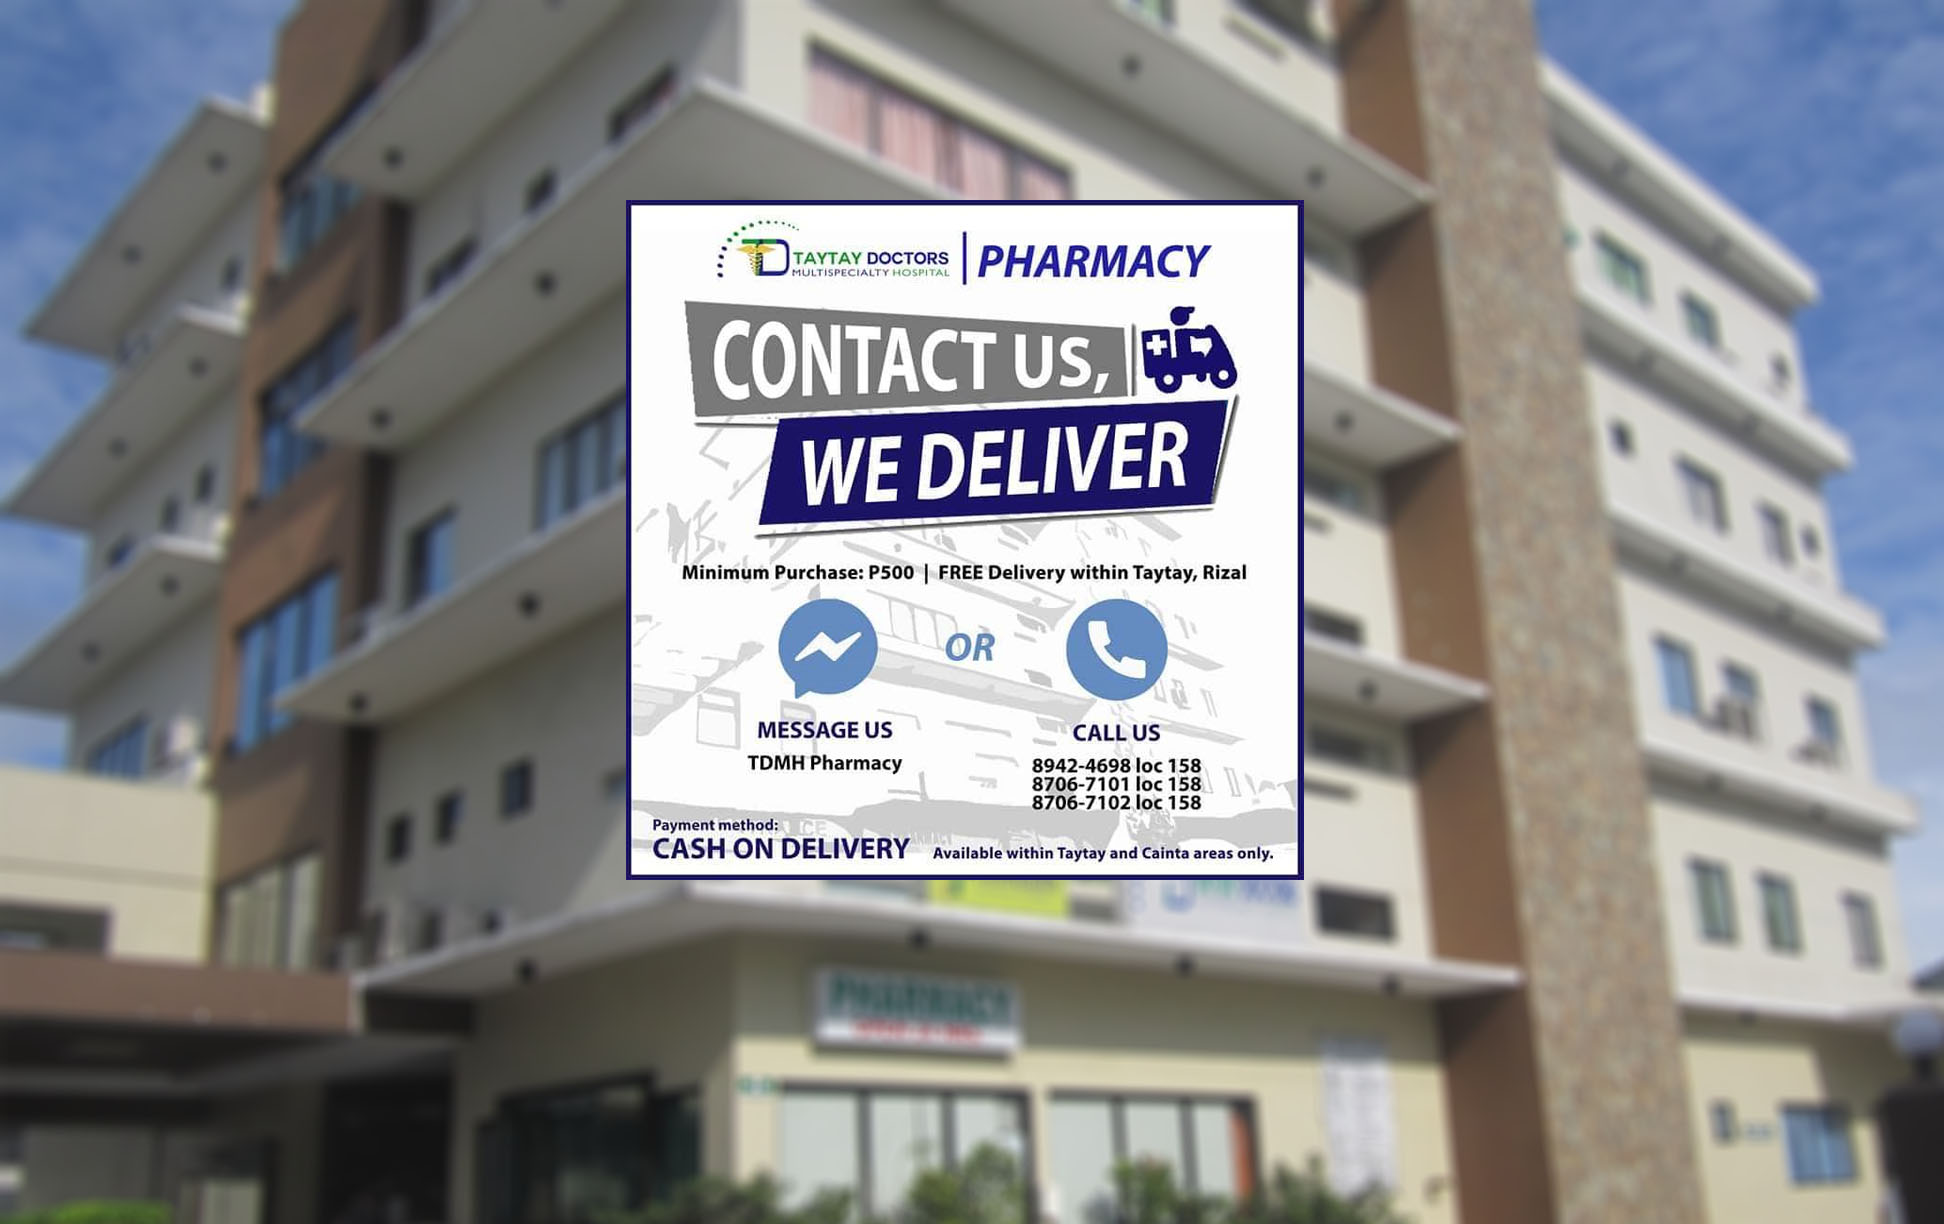 TAYTAY DOCTORS
MULTISPECIALTY HOSPITAL
PHARMACY
CONTACT US,
WE DELIVER
Minimum Purchase: P500 | FREE Delivery within Taytay, Rizal
OR
MESSAGE US
TDMH Pharmacy
CALL US
8942-4698 loc 158
8706-7101 loc 158
8706-7102 loc 158
Payment method:
CASH ON DELIVERY
Available within Taytay and Cainta areas only.
PHARMACY